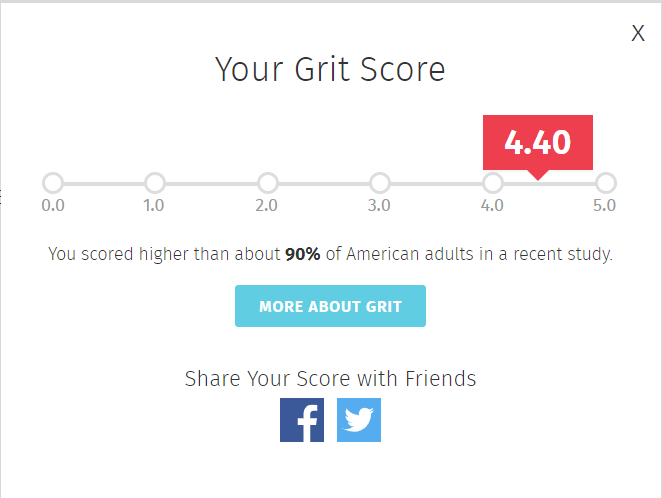 X
Your Grit Score
4.40
0.0 1.0 2.0 3.0 4.0 5.0
You scored higher than about 90% of American adults in a recent study.
MORE ABOUT GRIT
Share Your Score with Friends